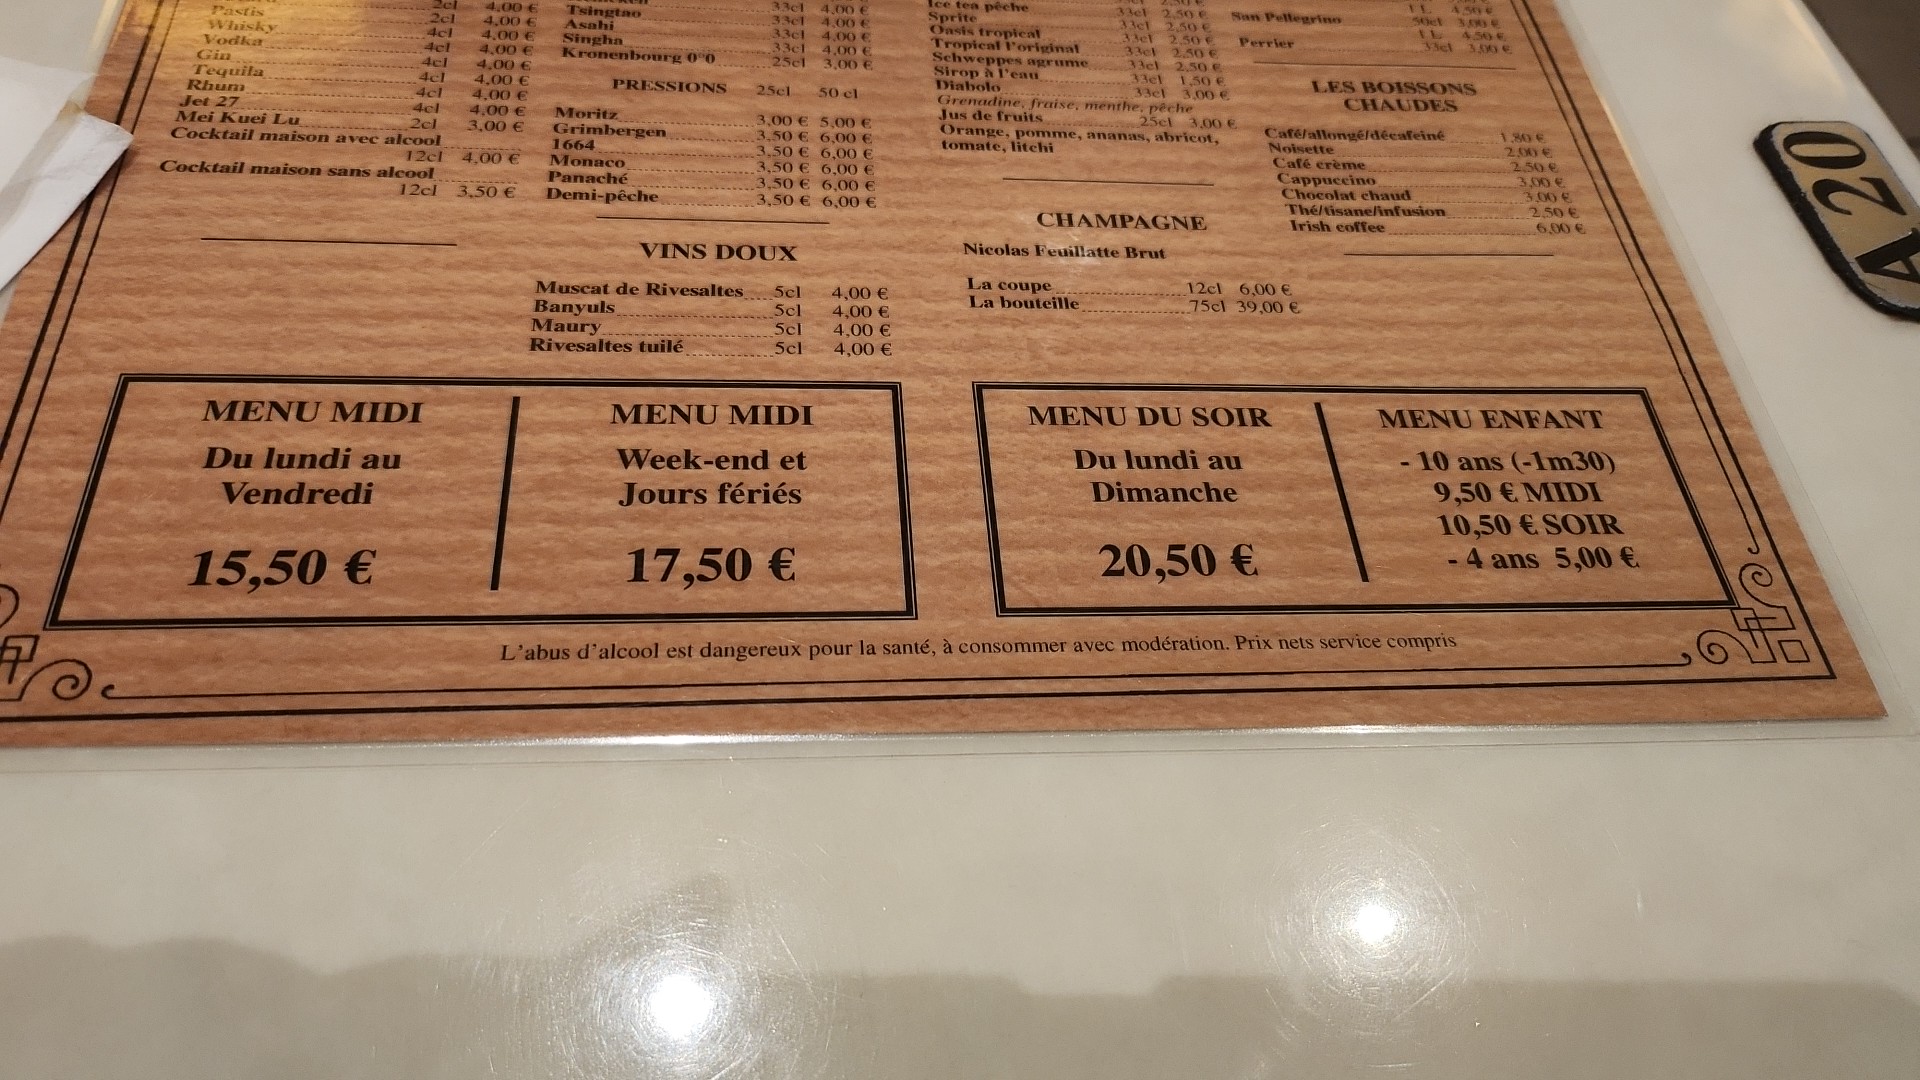 Pastis 2cl 4,00 €
Whisky 4cl 4,00 €
Vodka 4cl 4,00 €
Gin 4cl 4,00 €
Tequila 4cl 4,00 €
Rhum 4cl 4,00 €
Jet 27 4cl 4,00 €
Mei Kuei Lu 2cl 3,00 €
Cocktail maison avec alcool
12cl 4,00 €
Cocktail maison sans alcool
12cl 3,50 €
Tsingtao 33cl 4,00 €
Asahi 33cl 4,00 €
Singha 33cl 4,00 €
Kronenbourg 0°0 25cl 3,00 €
PRESSIONS 25cl 50 cl
Moritz 3,00 € 5,00 €
Grimbergen 3,50 € 6,00 €
1664 3,50 € 6,00 €
Monaco 3,50 € 6,00 €
Panaché 3,50 € 6,00 €
Demi-pêche 3,50 € 6,00 €
VINS DOUX
Muscat de Rivesaltes 5cl 4,00 €
Banyuls 5cl 4,00 €
Maury 5cl 4,00 €
Rivesaltes tuilé 5cl 4,00 €
Ice tea pêche 33cl 2,50 €
Sprite 33cl 2,50 €
Oasis tropical 33cl 2,50 €
Tropical l'original 33cl 2,50 €
Schweppes agrume 33cl 2,50 €
Sirop à l'eau 33cl 1,50 €
Diabolo 33cl 3,00 €
Grenadine, fraise, menthe, pêche
Jus de fruits 25cl 3,00 €
Orange, pomme, ananas, abricot,
tomate, litchi
CHAMPAGNE
Nicolas Feuillatte Brut
La coupe 12cl 6,00 €
La bouteille 75cl 39,00 €
1 L 4,50 €
San Pellegrino 50cl 3,00 €
1 L 4,50 €
Perrier 33cl 3,00 €
LES BOISSONS
CHAUDES
Café/allongé/décafeiné 1,80 €
Noisette 2,00 €
Café crème 2,50 €
Cappuccino 3,00 €
Chocolat chaud 3,00 €
Thé/tisane/infusion 2,50 €
Irish coffee 6,00 €
A 20
MENU MIDI
Du lundi au
Vendredi
15,50 €
MENU MIDI
Week-end et
Jours fériés
17,50 €
MENU DU SOIR
Du lundi au
Dimanche
20,50 €
MENU ENFANT
- 10 ans (-1m30)
9,50 € MIDI
10,50 € SOIR
- 4 ans 5,00 €
L'abus d'alcool est dangereux pour la santé, à consommer avec modération. Prix nets service compris